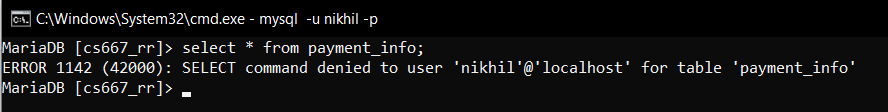 C:\Windows\System32\cmd.exe - mysql  -u nikhil -p
MariaDB [cs667_rr]> select * from payment_info;
ERROR 1142 (42000): SELECT command denied to user 'nikhil'@'localhost' for table 'payment_info'
MariaDB [cs667_rr]> _